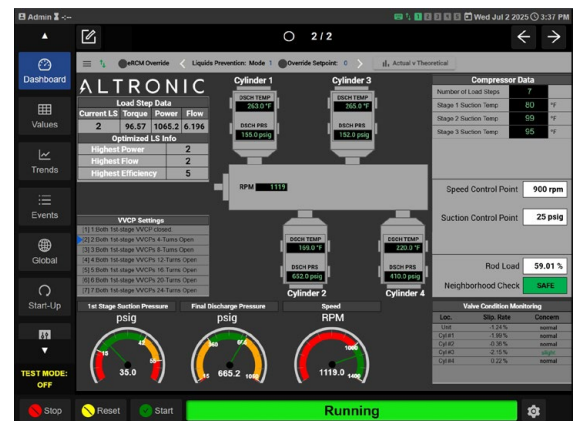 Admin
Wed Jul 2 2025 3:37 PM
2 / 2
Dashboard
Values
Trends
Events
Global
Start-Up
TEST MODE:
OFF
eRCM Override
Liquids Prevention: Mode 1
Override Setpoint: 0
Actual v Theoretical
ALTRONIC
Load Step Data
Current LS Torque Power Flow
2 96.57 1065.2 6.196
Optimized LS Info
Highest Power 2
Highest Flow 2
Highest Efficiency 5
VVCP Settings
[1] 1:Both 1st-stage VVCP closed
[2] 2:Both 1st-stage VVCPs 4-Turns Open
[3] 3:Both 1st-stage VVCPs 8-Turns Open
[4] 4:Both 1st-stage VVCPs 12-Turns Open
[5] 5:Both 1st-stage VVCPs 16-Turns Open
[6] 6:Both 1st-stage VVCPs 20-Turns Open
[7] 7:Both 1st-stage VVCPs 24-Turns Open
Cylinder 1
DSCH TEMP
263.0 °F
DSCH PRS
155.0 psig
Cylinder 3
DSCH TEMP
265.0 °F
DSCH PRS
152.0 psig
RPM 1119
DSCH TEMP
169.0 °F
DSCH PRS
652.0 psig
Cylinder 2
DSCH TEMP
220.0 °F
DSCH PRS
410.0 psig
Cylinder 4
Compressor Data
Number of Load Steps 7
Stage 1 Suction Temp 80 °F
Stage 2 Suction Temp 99 °F
Stage 3 Suction Temp 95 °F
Speed Control Point 900 rpm
Suction Control Point 25 psig
Rod Load 59.01 %
Neighborhood Check SAFE
1st Stage Suction Pressure
psig
15
35.0
Final Discharge Pressure
psig
665.2
Speed
RPM
1000
1119.0
1400
Valve Condition Monitoring
Loc. Slip. Rate Concern
Unit -1.24 % normal
Cyl #1 -1.99 % normal
Cyl #2 -0.36 % normal
Cyl #3 -2.15 % slight
Cyl #4 0.22 % normal
Stop
Reset
Start
Running